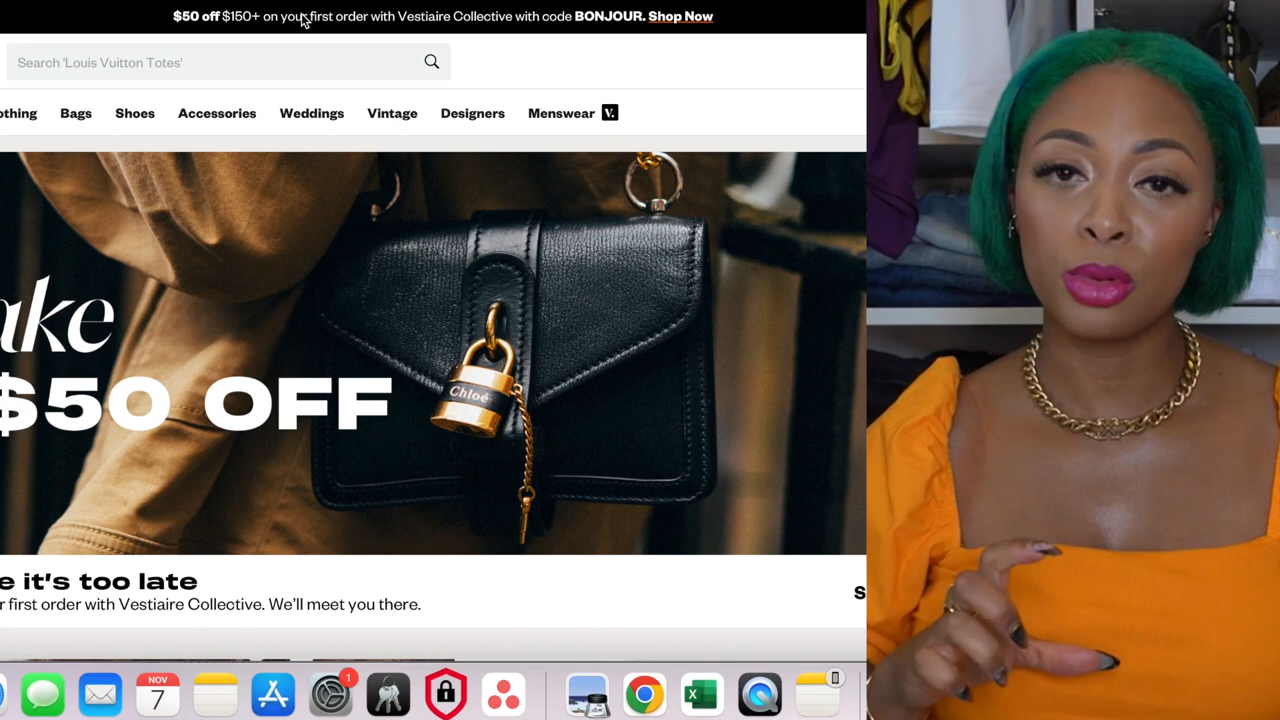 $50 off $150+ on your first order with Vestiaire Collective with code BONJOUR. Shop Now
Search 'Louis Vuitton Totes'
othing Bags Shoes Accessories Weddings Vintage Designers Menswear V.
ake
$50 OFF
Chloé
e it's too late
r first order with Vestiaire Collective. We'll meet you there.
S
NOV
7
1
X